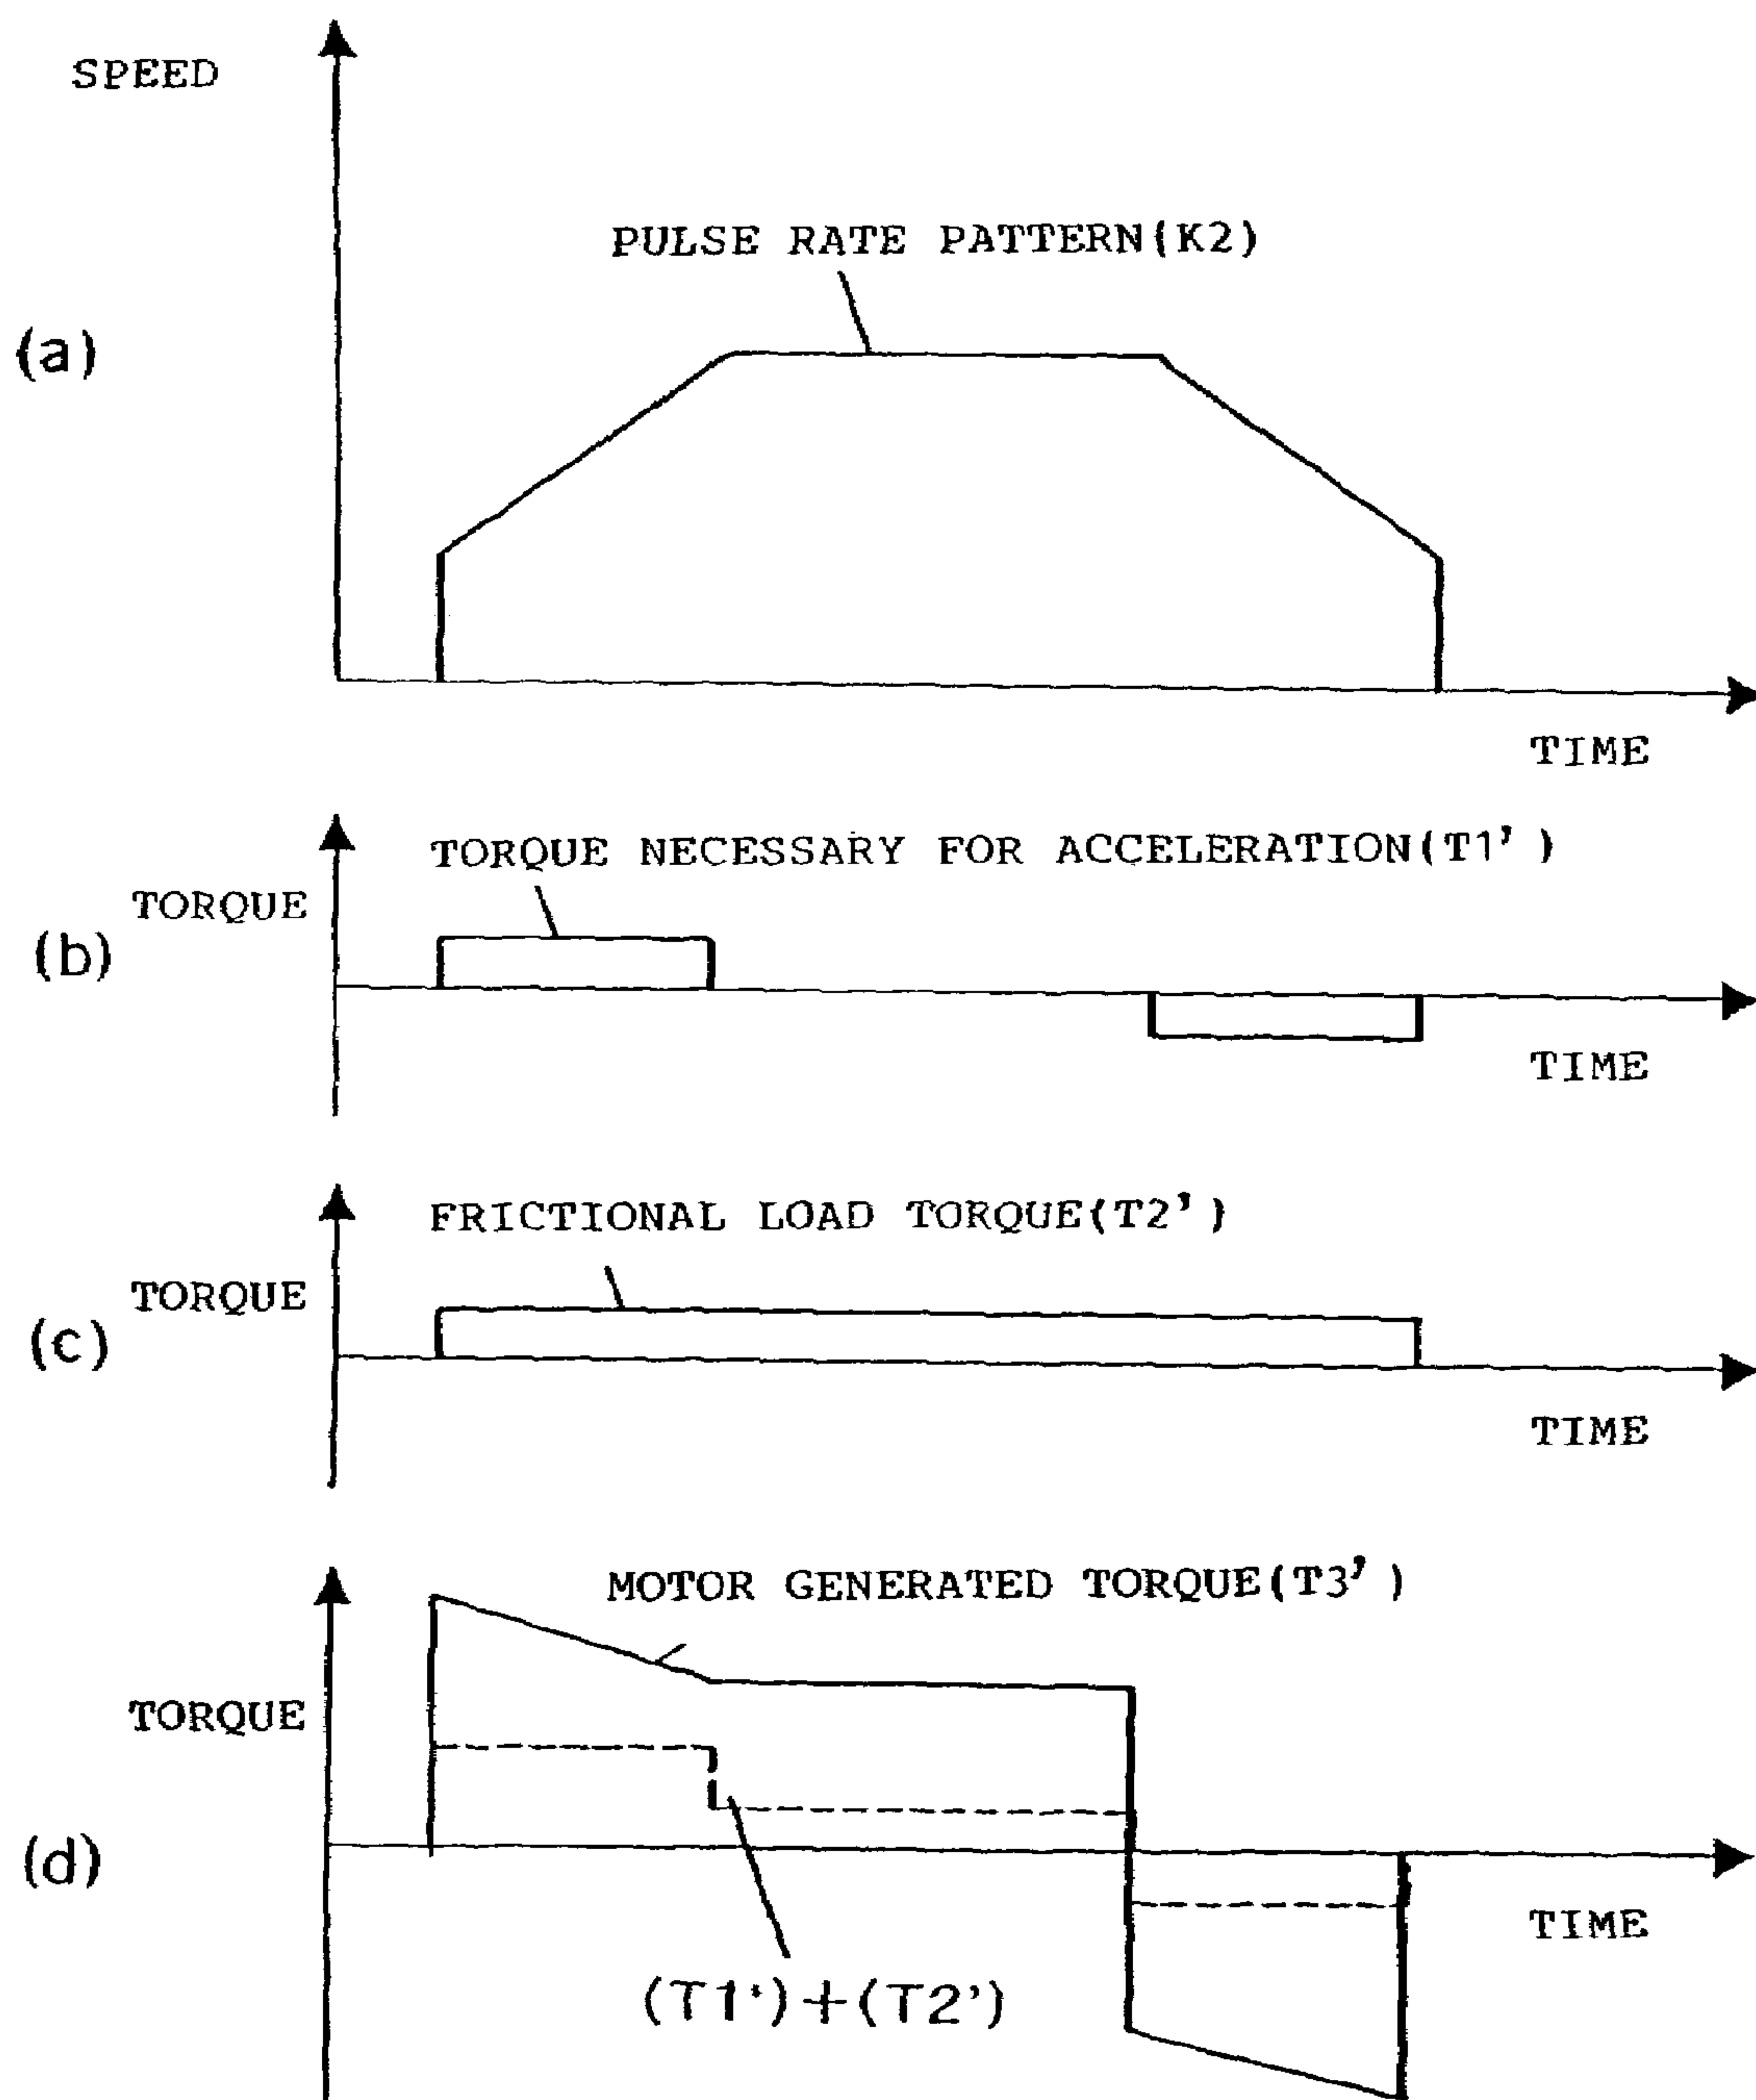 SPEED
PULSE RATE PATTERN(K2)
(a)
TIME
TORQUE NECESSARY FOR ACCELERATION(T1')
TORQUE
(b)
TIME
FRICTIONAL LOAD TORQUE(T2')
TORQUE
(c)
TIME
MOTOR GENERATED TORQUE(T3')
TORQUE
(d)
TIME
(T1')+(T2')